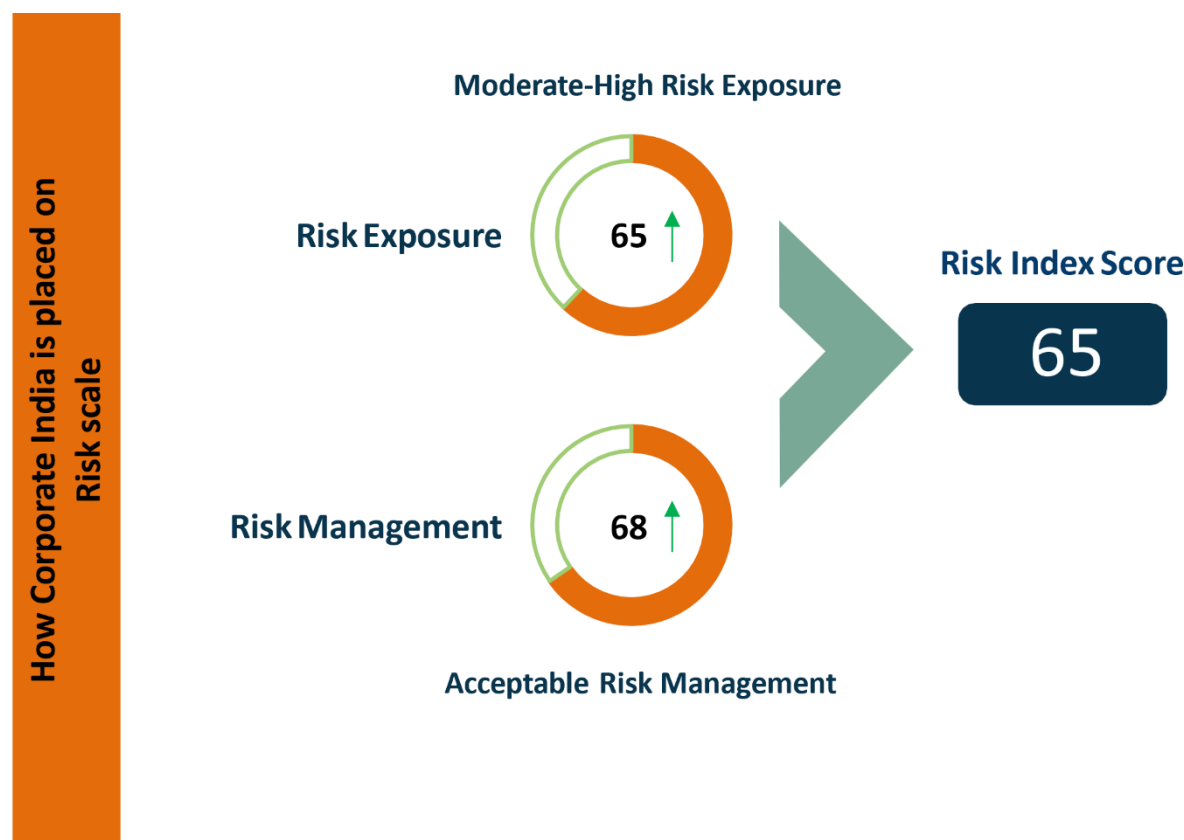 How Corporate India is placed on
Risk scale
Moderate-High Risk Exposure
Risk Exposure
65
Risk Management
68
Acceptable Risk Management
Risk Index Score
65